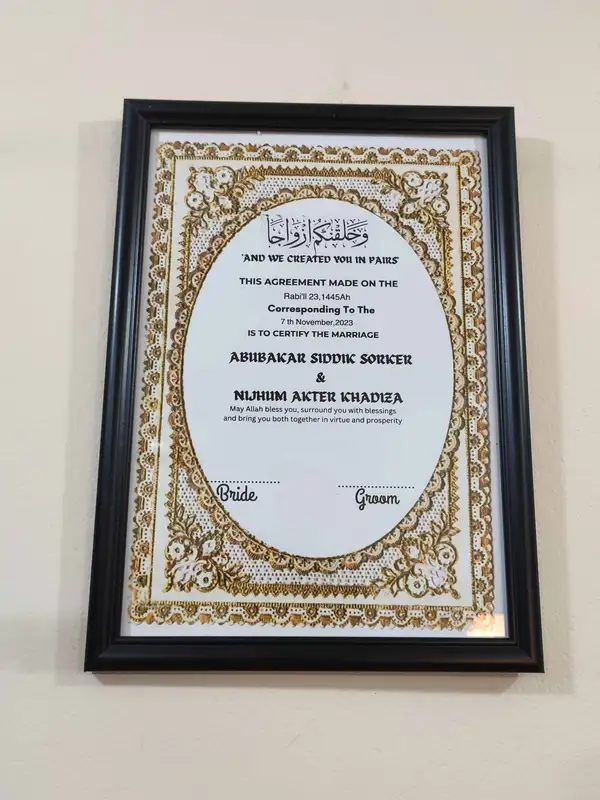 وَخَلَقْنَٰكُمْ أَزْوَاجًا
"AND WE CREATED YOU IN PAIRS"
THIS AGREEMENT MADE ON THE
Rabi'll 23,1445Ah
Corresponding To The
7 th November,2023
IS TO CERTIFY THE MARRIAGE
ABUBAKAR SIDDIK SORKER
&
NIJHUM AKTER KHADIZA
May Allah bless you, surround you with blessings
and bring you both together in virtue and prosperity
Bride Groom